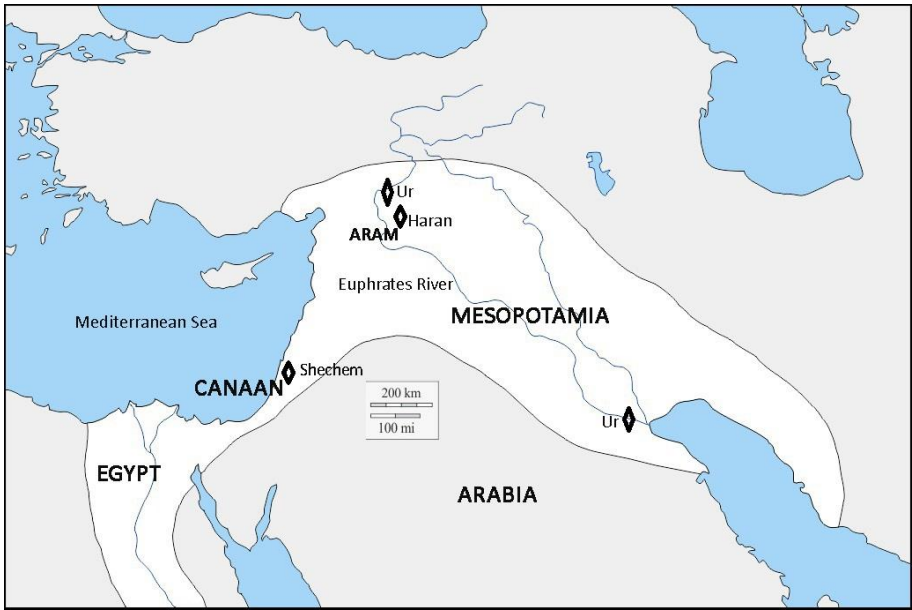 Ur
Haran
ARAM
Euphrates River
MESOPOTAMIA
Mediterranean Sea
Shechem
CANAAN
200 km
100 mi
Ur
EGYPT
ARABIA